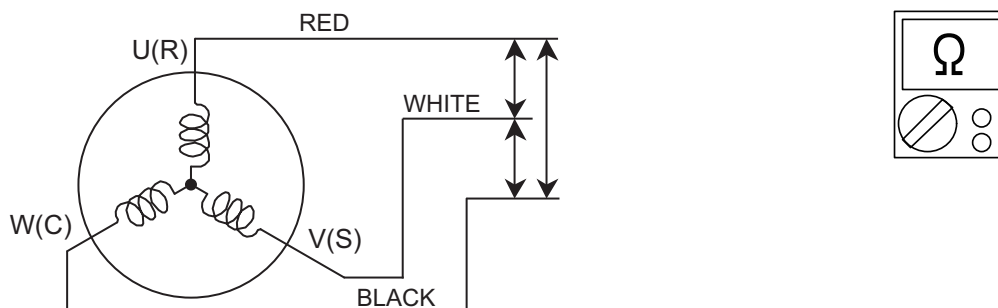 RED
U(R)
Ω
WHITE
W(C)
V(S)
BLACK